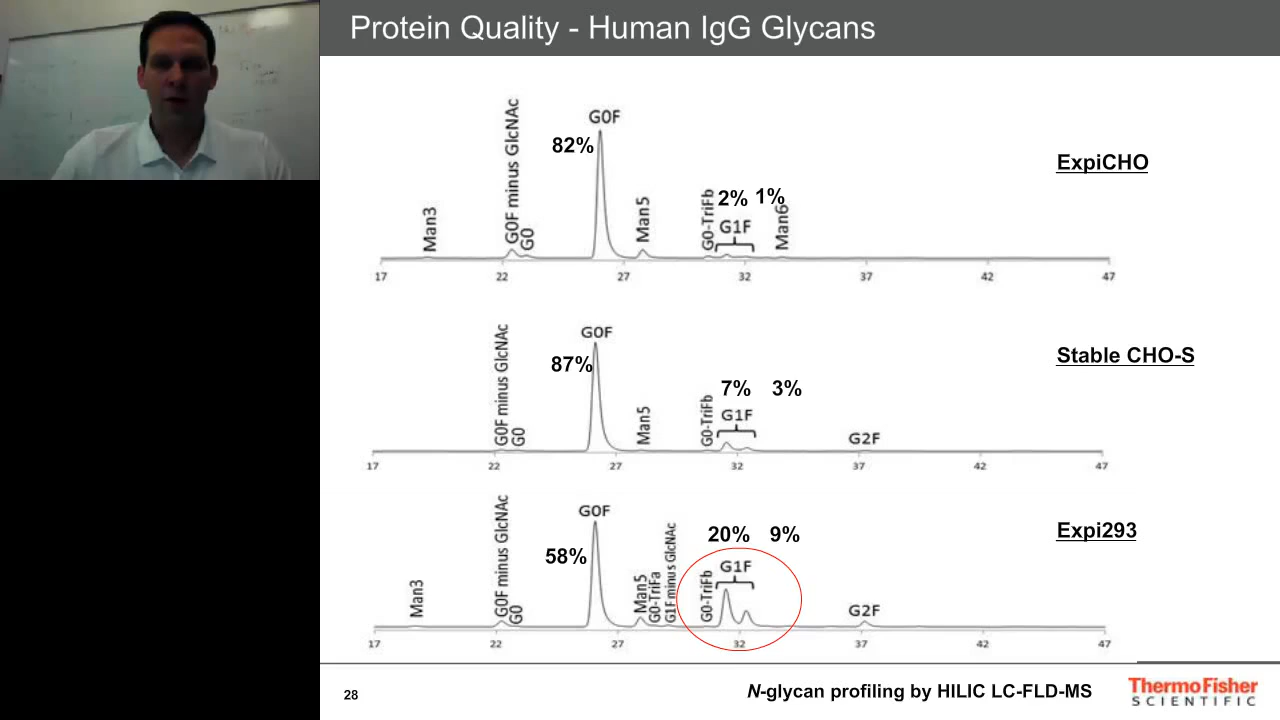 Protein Quality - Human IgG Glycans
ExpiCHO
G0F
82%
Man3
G0F minus GlcNAc
G0
Man5
G0-TriFb
2% 1%
G1F
Man6
17 22 27 32 37 42 47
Stable CHO-S
G0F
87%
G0F minus GlcNAc
G0
Man5
G0-TriFb
7% 3%
G1F
G2F
17 22 27 32 37 42 47
Expi293
G0F
58%
Man3
G0F minus GlcNAc
G0
Man5
G0-TriFa
G1F minus GlcNAc
G0-TriFb
20% 9%
G1F
G2F
17 22 27 32 37 42 47
28
N-glycan profiling by HILIC LC-FLD-MS
ThermoFisher
SCIENTIFIC